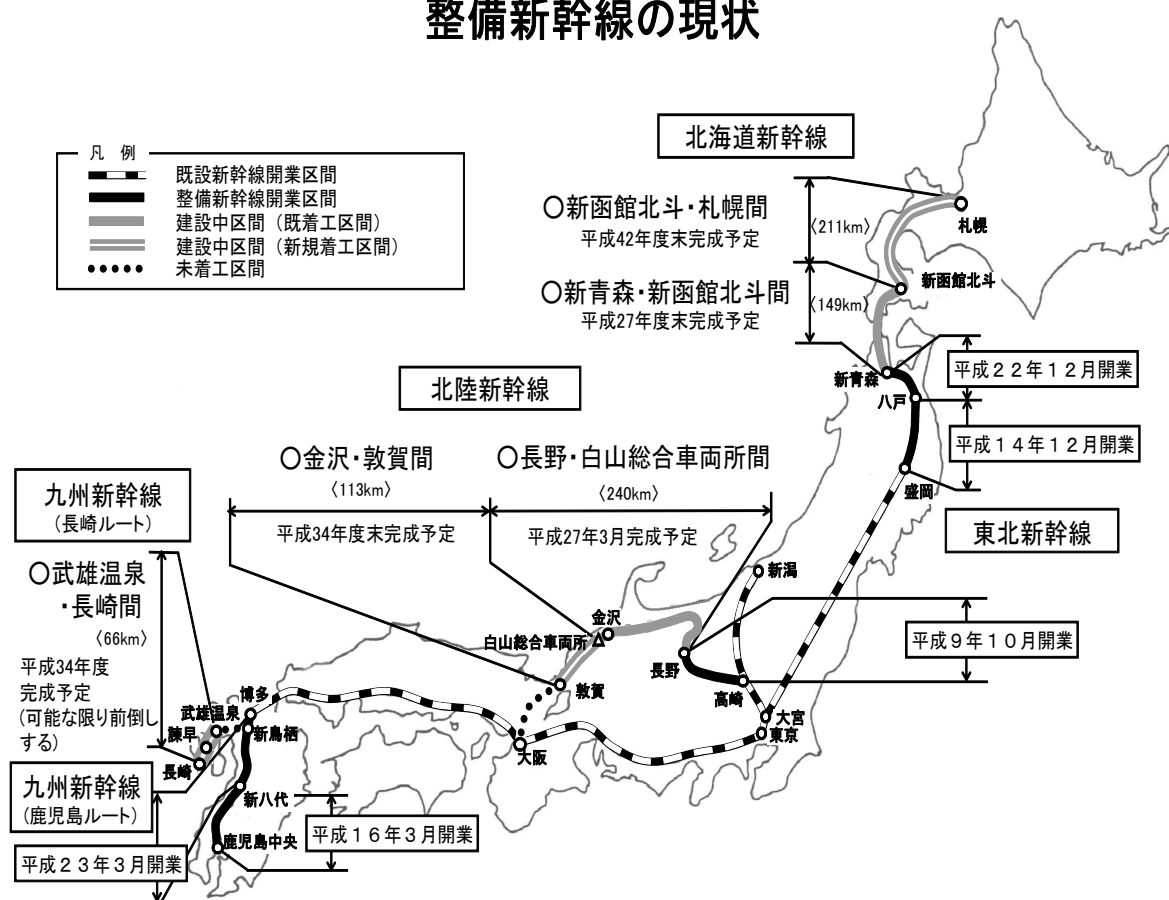 整備新幹線の現状
凡 例
既設新幹線開業区間
整備新幹線開業区間
建設中区間（既着工区間）
建設中区間（新規着工区間）
未着工区間
北海道新幹線
〇新函館北斗・札幌間
平成42年度末完成予定
〈211km〉
札幌
新函館北斗
〇新青森・新函館北斗間
平成27年度末完成予定
〈149km〉
新青森
平成２２年１２月開業
八戸
平成１４年１２月開業
盛岡
東北新幹線
北陸新幹線
〇金沢・敦賀間
〈113km〉
平成34年度末完成予定
〇長野・白山総合車両所間
〈240km〉
平成27年3月完成予定
新潟
金沢
白山総合車両所
長野
高崎
平成９年１０月開業
敦賀
大宮
東京
大阪
九州新幹線
（長崎ルート）
〇武雄温泉
・長崎間
〈66km〉
平成34年度
完成予定
(可能な限り前倒し
する)
博多
武雄温泉
新鳥栖
諫早
長崎
九州新幹線
（鹿児島ルート）
新八代
鹿児島中央
平成１６年３月開業
平成２３年３月開業